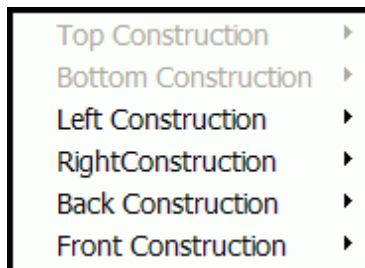 Top Construction
Bottom Construction
Left Construction
RightConstruction
Back Construction
Front Construction